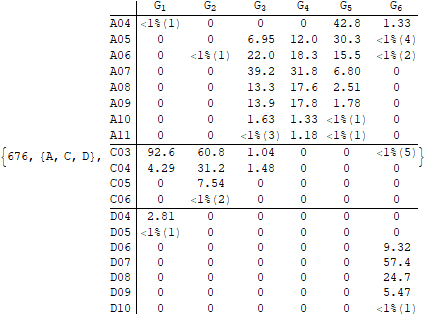 G1 G2 G3 G4 G5 G6
A04 <1%(1) 0 0 0 42.8 1.33
A05 0 0 6.95 12.0 30.3 <1%(4)
A06 0 <1%(1) 22.0 18.3 15.5 <1%(2)
A07 0 0 39.2 31.8 6.80 0
A08 0 0 13.3 17.6 2.51 0
A09 0 0 13.9 17.8 1.78 0
A10 0 0 1.63 1.33 <1%(1) 0
A11 0 0 <1%(3) 1.18 <1%(1) 0
{676, {A, C, D}, C03 92.6 60.8 1.04 0 0 <1%(5) }
C04 4.29 31.2 1.48 0 0 0
C05 0 7.54 0 0 0 0
C06 0 <1%(2) 0 0 0 0
D04 2.81 0 0 0 0 0
D05 <1%(1) 0 0 0 0 0
D06 0 0 0 0 0 9.32
D07 0 0 0 0 0 57.4
D08 0 0 0 0 0 24.7
D09 0 0 0 0 0 5.47
D10 0 0 0 0 0 <1%(1)